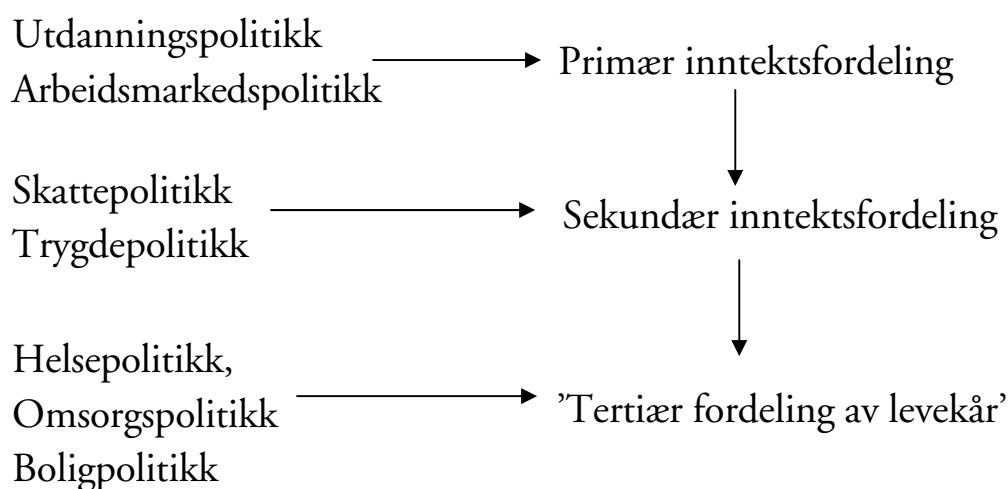 Utdanningspolitikk
Arbeidsmarkedspolitikk
Primær inntektsfordeling
Skattepolitikk
Trygdepolitikk
Sekundær inntektsfordeling
Helsepolitikk,
Omsorgspolitikk
Boligpolitikk
’Tertiær fordeling av levekår’